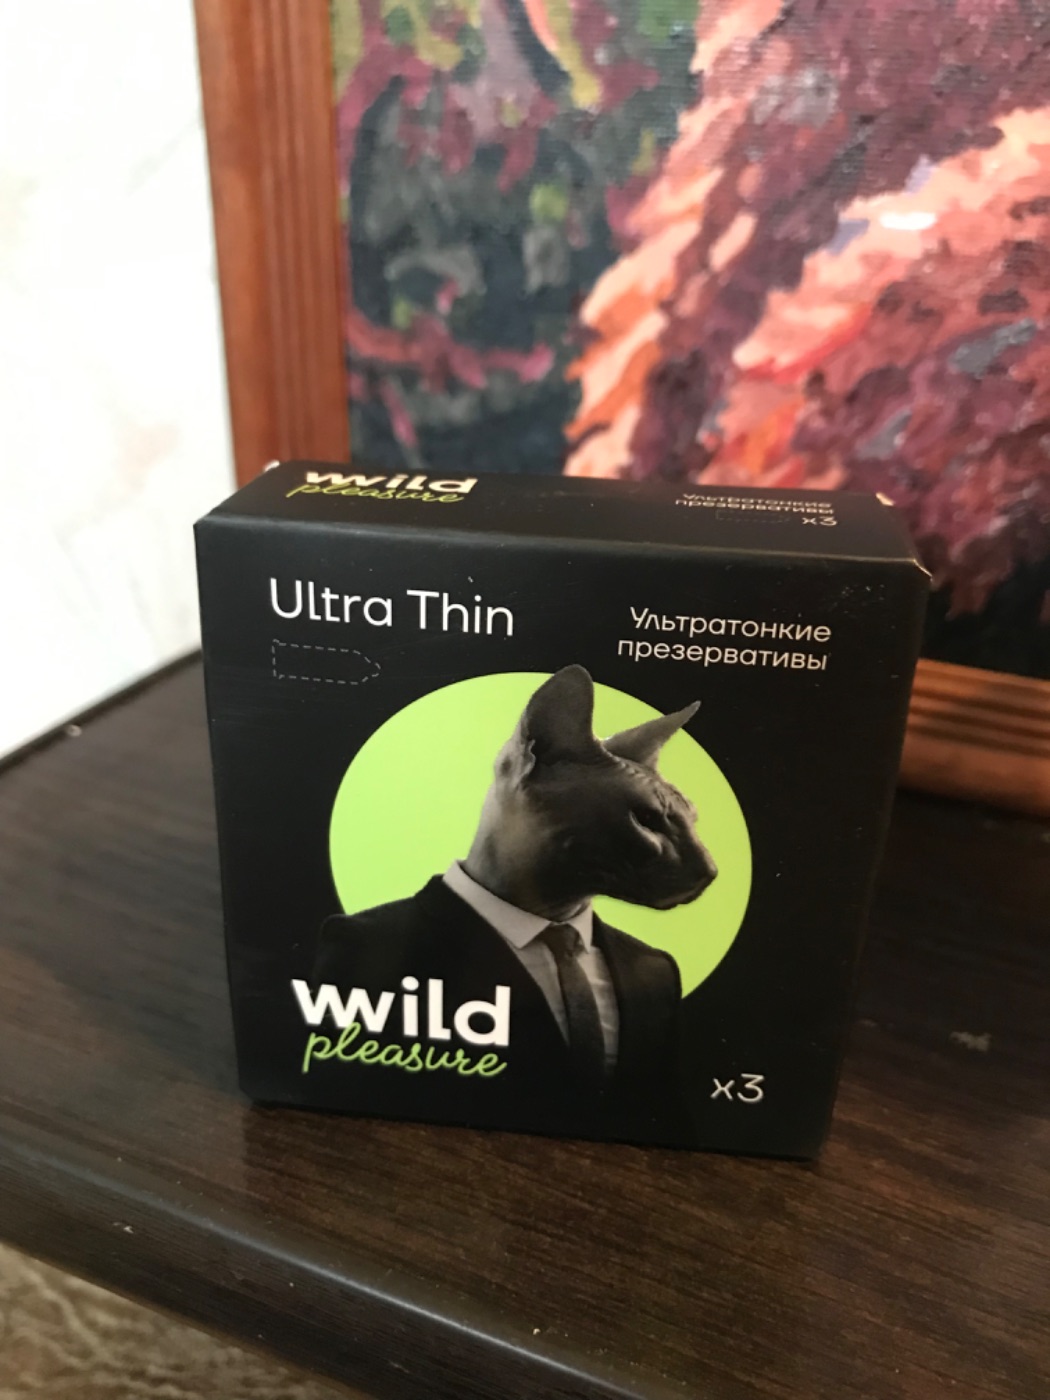 wild
pleasure
Ультратонкие
презервативы
x3
Ultra Thin
Ультратонкие
презервативы
wild
pleasure
x3